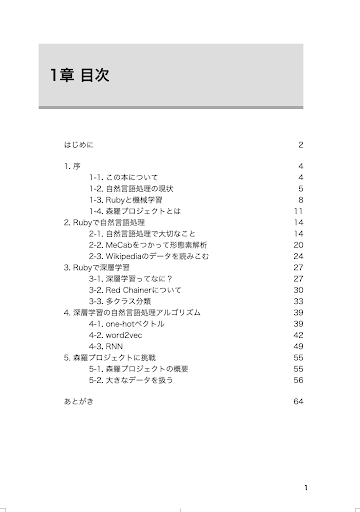 1章 目次
はじめに 2
1. 序 4
1-1. この本について 4
1-2. 自然言語処理の現状 5
1-3. Rubyと機械学習 8
1-4. 森羅プロジェクトとは 11
2. Rubyで自然言語処理 14
2-1. 自然言語処理で大切なこと 14
2-2. MeCabをつかって形態素解析 20
2-3. Wikipediaのデータを読みこむ 24
3. Rubyで深層学習 27
3-1. 深層学習ってなに？ 27
3-2. Red Chainerについて 30
3-3. 多クラス分類 33
4. 深層学習の自然言語処理アルゴリズム 39
4-1. one-hotベクトル 39
4-2. word2vec 42
4-3. RNN 49
5. 森羅プロジェクトに挑戦 55
5-1. 森羅プロジェクトの概要 55
5-2. 大きなデータを扱う 56
あとがき 64
1